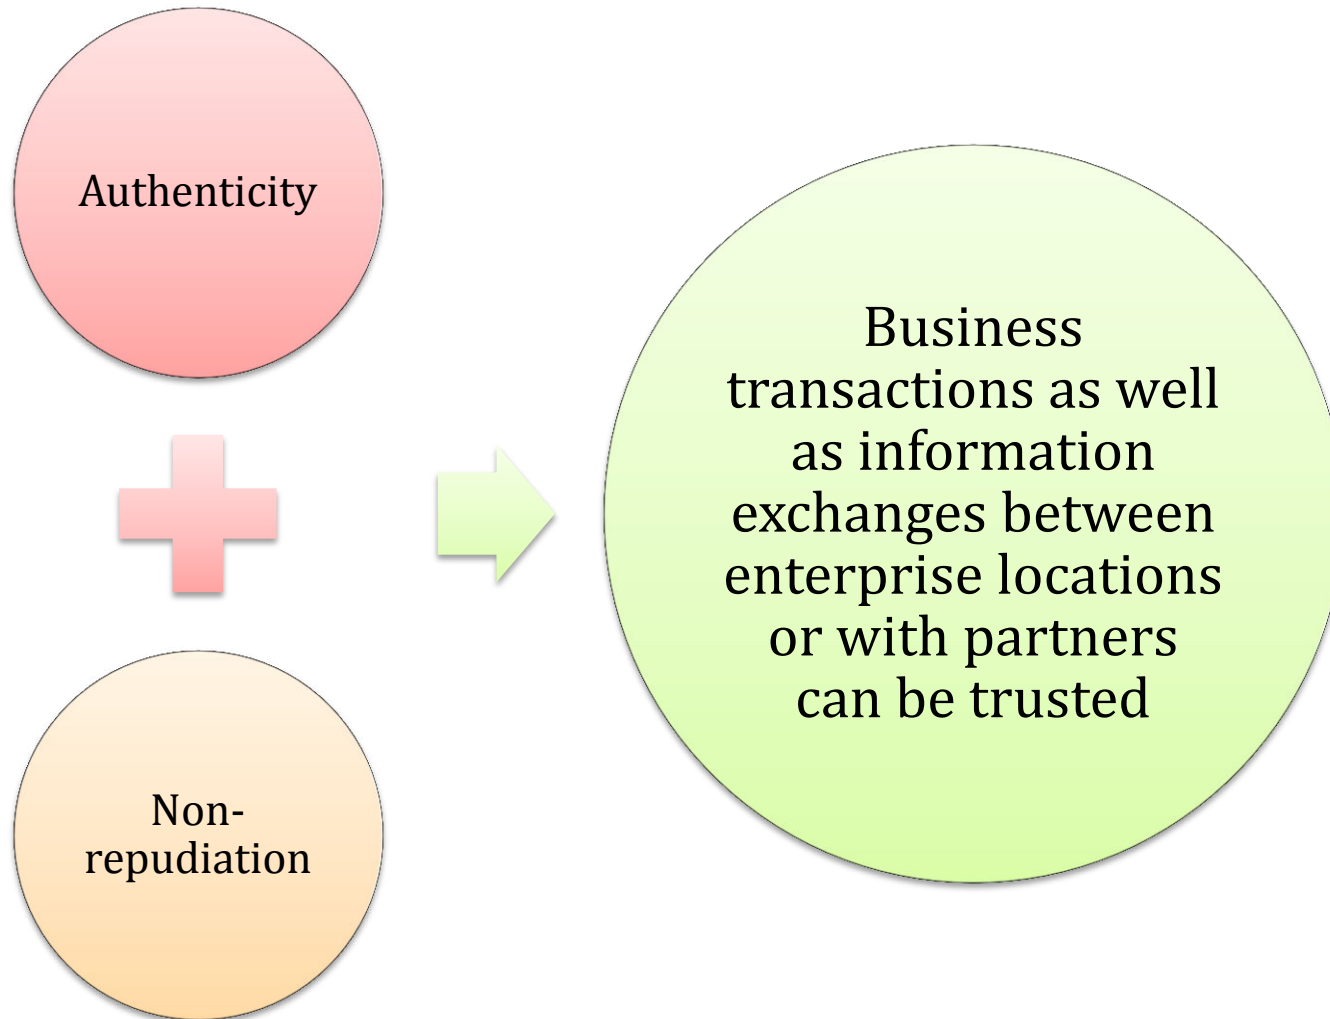 Authenticity
Non-
repudiation
Business
transactions as well
as information
exchanges between
enterprise locations
or with partners
can be trusted